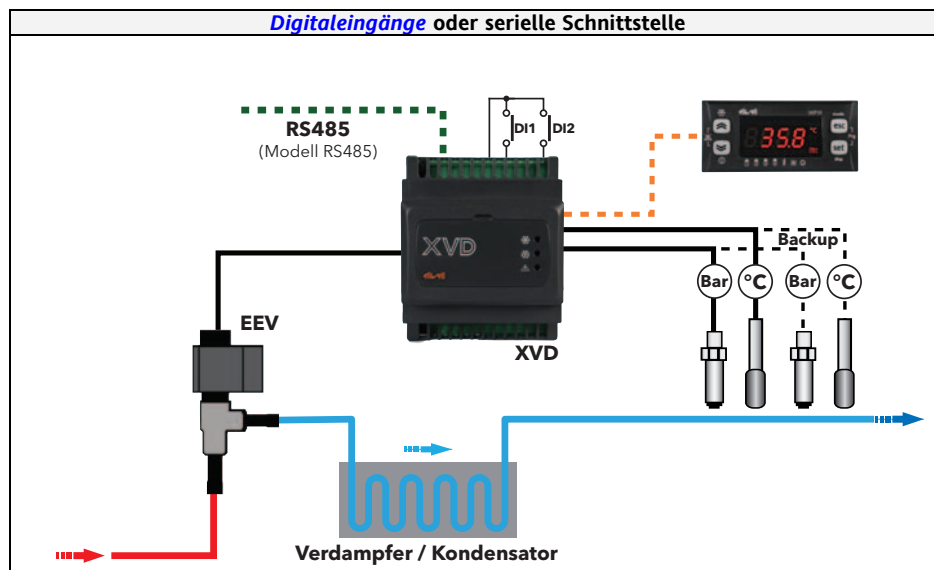 Digitaleingänge oder serielle Schnittstelle
RS485
(Modell RS485)
DI1
DI2
35.8
°C
esc
set
XVD
Backup
Bar
°C
Bar
°C
EEV
XVD
Verdampfer / Kondensator